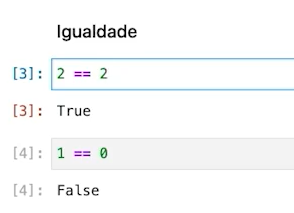 Igualdade
[3]: 2 == 2
[3]: True
[4]: 1 == 0
[4]: False